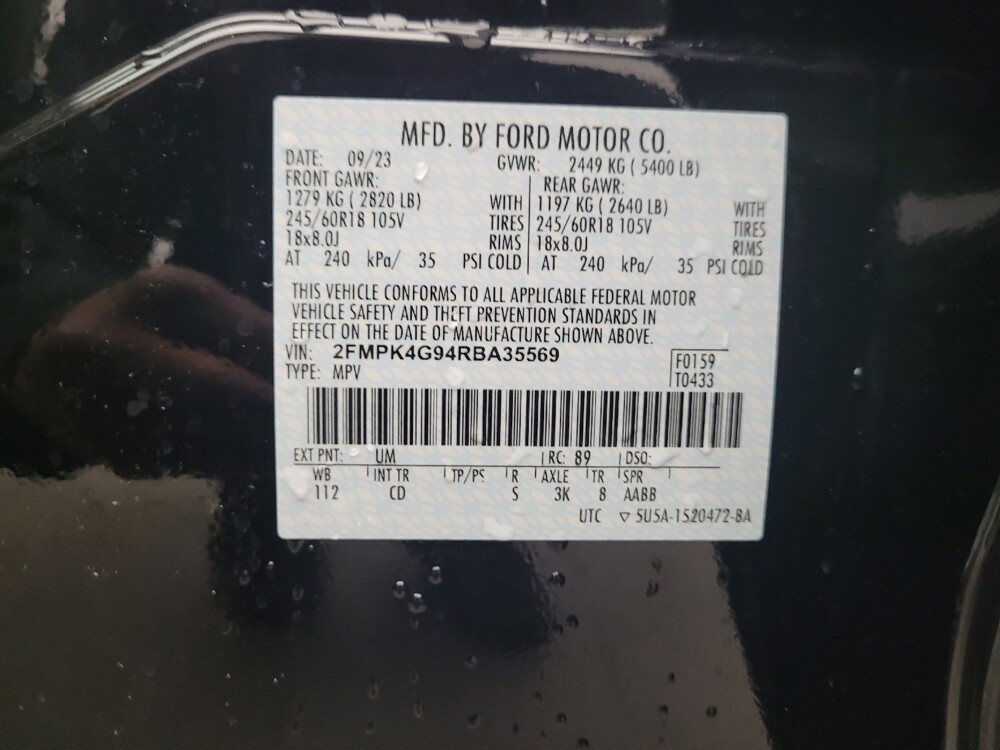 MFD. BY FORD MOTOR CO.
DATE: 09/23 GVWR: 2449 KG ( 5400 LB)
FRONT GAWR: REAR GAWR:
1279 KG ( 2820 LB) WITH 1197 KG ( 2640 LB) WITH
245/60R18 105V TIRES 245/60R18 105V TIRES
18x8.0J RIMS 18x8.0J RIMS
AT 240 kPa/ 35 PSI COLD AT 240 kPa/ 35 PSI COLD
THIS VEHICLE CONFORMS TO ALL APPLICABLE FEDERAL MOTOR
VEHICLE SAFETY AND THEFT PREVENTION STANDARDS IN
EFFECT ON THE DATE OF MANUFACTURE SHOWN ABOVE.
VIN: 2FMPK4G94RBA35569 F0159
TYPE: MPV T0433
EXT PNT: UM RC: 89 DSO:
WB INT TR TP/PS R AXLE TR SPR
112 CD S 3K 8 AABB
UTC ▽ 5U5A-1520472-BA